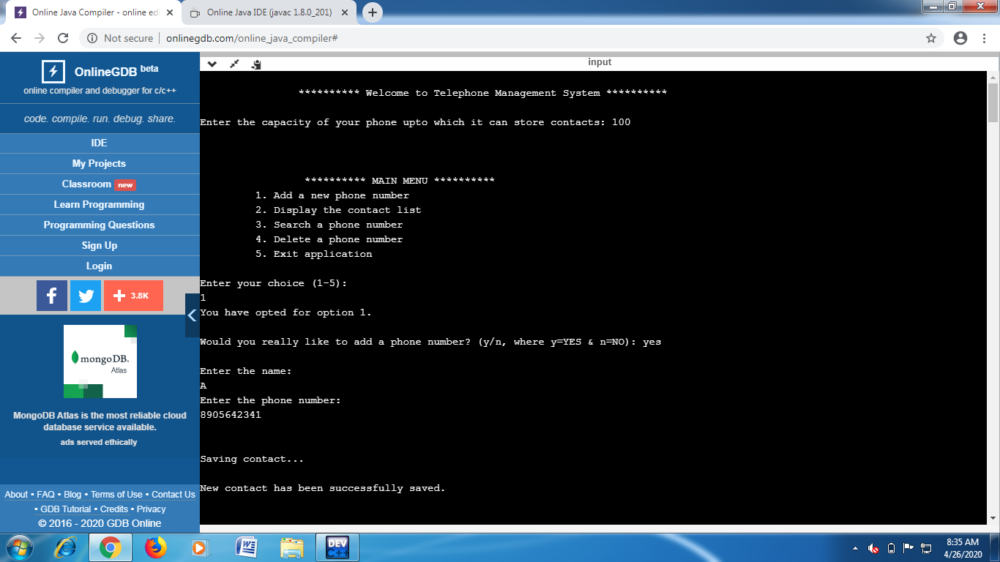 Online Java Compiler - online edi
Online Java IDE (javac 1.8.0_201)
Not secure | onlinegdb.com/online_java_compiler#
OnlineGDB beta
online compiler and debugger for c/c++
code. compile. run. debug. share.
IDE
My Projects
Classroom new
Learn Programming
Programming Questions
Sign Up
Login
3.8K
mongoDB.
Atlas
MongoDB Atlas is the most reliable cloud
database service available.
ads served ethically
About • FAQ • Blog • Terms of Use • Contact Us
• GDB Tutorial • Credits • Privacy
© 2016 - 2020 GDB Online
input
********** Welcome to Telephone Management System **********
Enter the capacity of your phone upto which it can store contacts: 100
********** MAIN MENU **********
1. Add a new phone number
2. Display the contact list
3. Search a phone number
4. Delete a phone number
5. Exit application
Enter your choice (1-5):
1
You have opted for option 1.
Would you really like to add a phone number? (y/n, where y=YES & n=NO): yes
Enter the name:
A
Enter the phone number:
8905642341
Saving contact...
New contact has been successfully saved.
DEV
C++
8:35 AM
4/26/2020